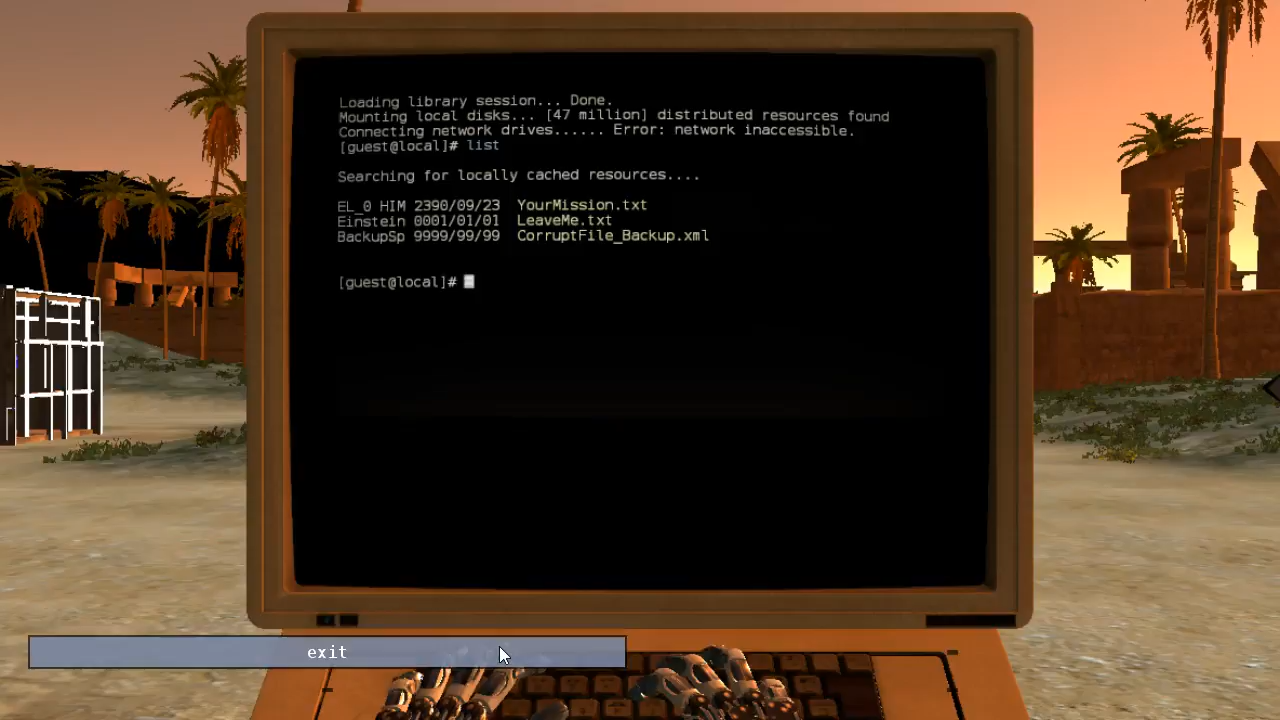 Loading library session... Done.
Mounting local disks... [47 million] distributed resources found
Connecting network drives...... Error: network inaccessible.
[guest@local]# list
Searching for locally cached resources....
EL_0 HIM 2390/09/23 YourMission.txt
Einstein 0001/01/01 LeaveMe.txt
BackupSp 9999/99/99 CorruptFile_Backup.xml
[guest@local]#
exit